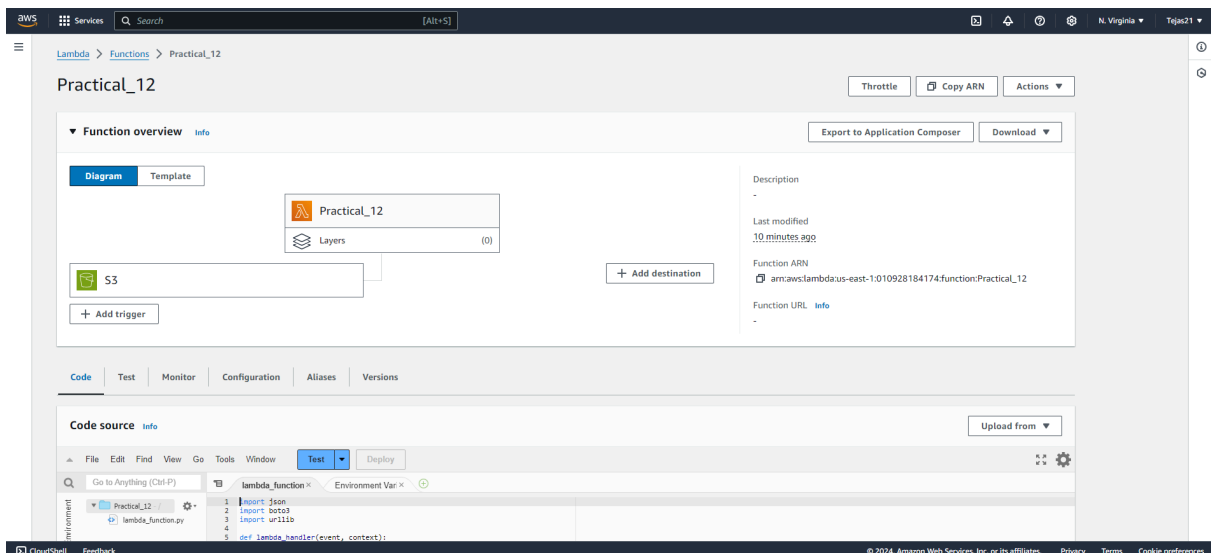 aws Services Search [Alt+S] N. Virginia ▼ Tejas21 ▼
Lambda > Functions > Practical_12
Practical_12
Throttle Copy ARN Actions ▼
▼ Function overview Info
Export to Application Composer Download ▼
Diagram Template
Practical_12
Layers (0)
S3
+ Add trigger
+ Add destination
Description
-
Last modified
10 minutes ago
Function ARN
arn:aws:lambda:us-east-1:010928184174:function:Practical_12
Function URL Info
-
Code Test Monitor Configuration Aliases Versions
Code source Info
Upload from ▼
File Edit Find View Go Tools Window Test Deploy
Go to Anything (Ctrl-P) lambda_function × Environment Vari ×
Practical_12 - /
lambda_function.py
1 import json
2 import boto3
3 import urllib
4
5 def lambda_handler(event, context):
CloudShell Feedback © 2024, Amazon Web Services, Inc. or its affiliates. Privacy Terms Cookie preferences